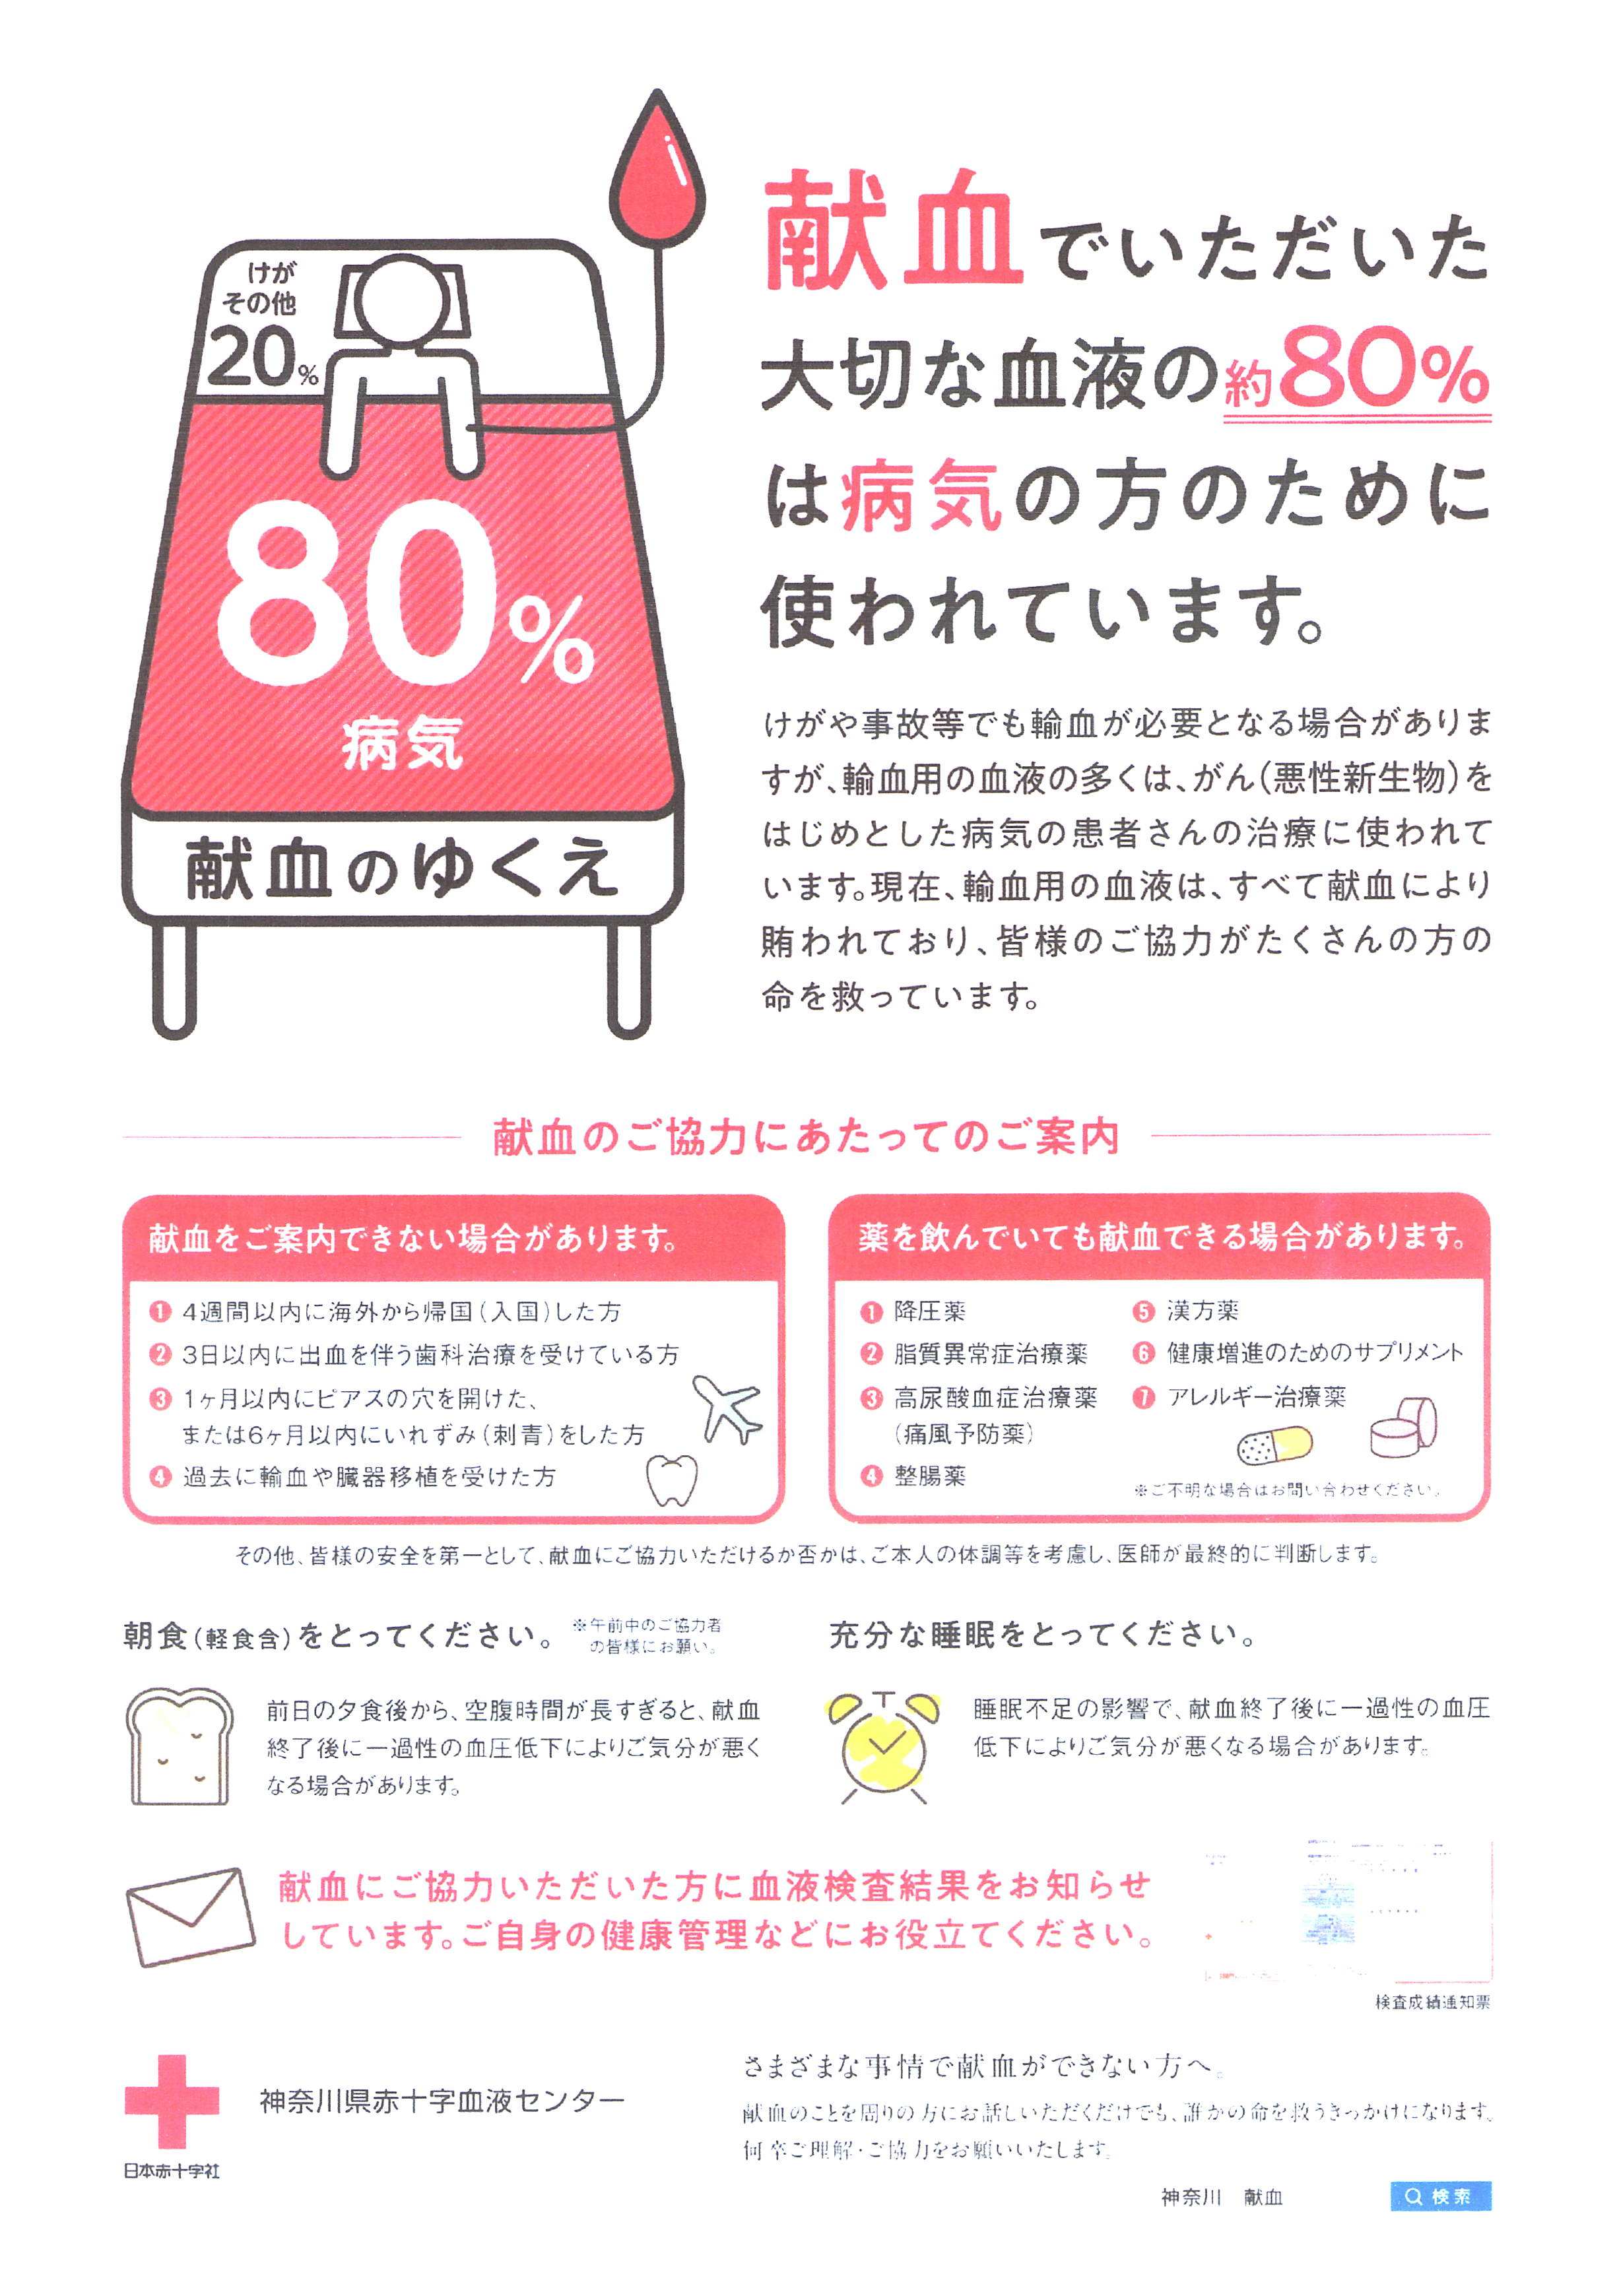 けが
その他
20%
80%
病気
献血のゆくえ
献血でいただいた
大切な血液の約80%
は病気の方のために
使われています。
けがや事故等でも輸血が必要となる場合がありま
すが、輸血用の血液の多くは、がん(悪性新生物)を
はじめとした病気の患者さんの治療に使われて
います。現在、輸血用の血液は、すべて献血により
賄われており、皆様のご協力がたくさんの方の
命を救っています。
献血のご協力にあたってのご案内
献血をご案内できない場合があります。
1 4週間以内に海外から帰国(入国)した方
2 3日以内に出血を伴う歯科治療を受けている方
3 1ヶ月以内にピアスの穴を開けた、
または6ヶ月以内にいれずみ(刺青)をした方
4 過去に輸血や臓器移植を受けた方
薬を飲んでいても献血できる場合があります。
1 降圧薬
2 脂質異常症治療薬
3 高尿酸血症治療薬
(痛風予防薬)
4 整腸薬
5 漢方薬
6 健康増進のためのサプリメント
7 アレルギー治療薬
※ご不明な場合はお問い合わせください。
その他、皆様の安全を第一として、献血にご協力いただけるか否かは、ご本人の体調等を考慮し、医師が最終的に判断します。
朝食(軽食含)をとってください。
※午前中のご協力者
の皆様にお願い。
前日の夕食後から、空腹時間が長すぎると、献血
終了後に一過性の血圧低下によりご気分が悪く
なる場合があります。
充分な睡眠をとってください。
睡眠不足の影響で、献血終了後に一過性の血圧
低下によりご気分が悪くなる場合があります。
献血にご協力いただいた方に血液検査結果をお知らせ
しています。ご自身の健康管理などにお役立てください。
検査成績通知票
日本赤十字社
神奈川県赤十字血液センター
さまざまな事情で献血ができない方へ。
献血のことを周りの方にお話しいただくだけでも、誰かの命を救うきっかけになります。
何卒ご理解・ご協力をお願いいたします。
神奈川 献血
検索